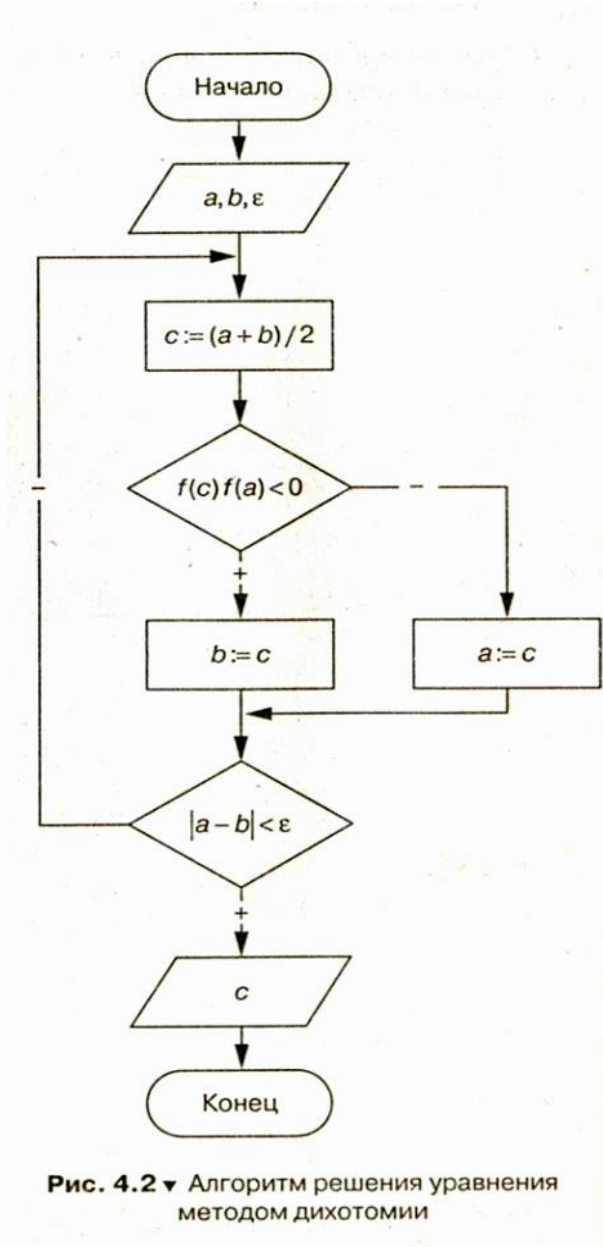 Начало
a, b, ε
c := (a + b) / 2
f(c) f(a) < 0
–
–
+
b := c
a := c
|a – b| < ε
+
c
Конец
Рис. 4.2 ▾ Алгоритм решения уравнения
методом дихотомии